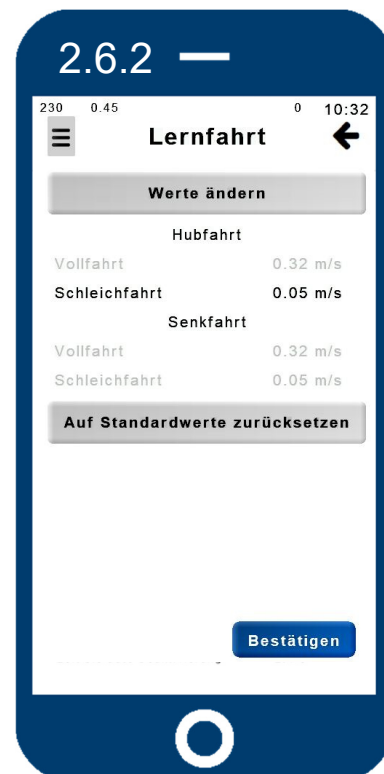 2.6.2
230 0.45 0 10:32
Lernfahrt
Werte ändern
Hubfahrt
Vollfahrt 0.32 m/s
Schleichfahrt 0.05 m/s
Senkfahrt
Vollfahrt 0.32 m/s
Schleichfahrt 0.05 m/s
Auf Standardwerte zurücksetzen
Bestätigen